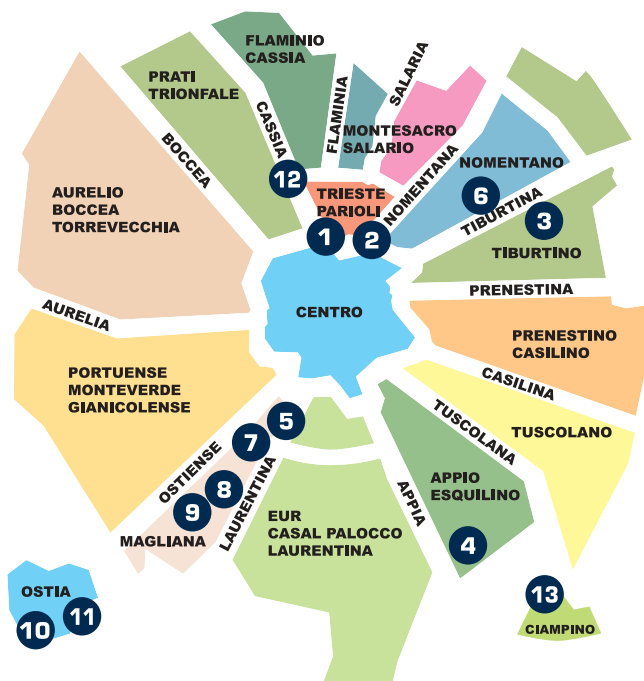 FLAMINIO
CASSIA
PRATI
TRIONFALE
CASSIA
FLAMINIA
SALARIA
MONTESACRO
SALARIO
BOCCEA
12
NOMENTANA
NOMENTANO
6
TIBURTINA
TRIESTE
PARIOLI
1
2
3
TIBURTINO
AURELIO
BOCCEA
TORREVECCHIA
PRENESTINA
AURELIA
CENTRO
PRENESTINO
CASILINO
PORTUENSE
MONTEVERDE
GIANICOLENSE
CASILINA
TUSCOLANA
TUSCOLANO
5
7
OSTIENSE
8
9
LAURENTINA
MAGLIANA
APPIO
ESQUILINO
APPIA
4
EUR
CASAL PALOCCO
LAURENTINA
OSTIA
10
11
13
CIAMPINO